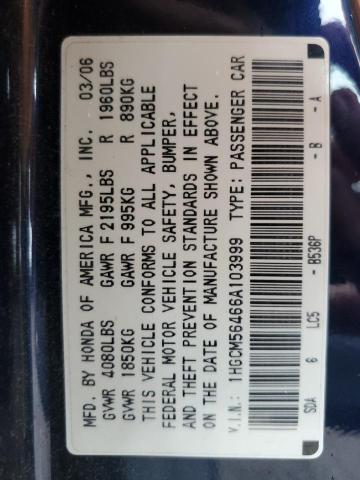 MFD. BY HONDA OF AMERICA MFG., INC. 03/06
GVWR 4080LBS GAWR F 2195LBS R 1960LBS
GVWR 1850KG GAWR F 995KG R 890KG
THIS VEHICLE CONFORMS TO ALL APPLICABLE
FEDERAL MOTOR VEHICLE SAFETY, BUMPER,
AND THEFT PREVENTION STANDARDS IN EFFECT
ON THE DATE OF MANUFACTURE SHOWN ABOVE.
V.I.N.: 1HGCM56466A103999 TYPE: PASSENGER CAR
SDA 6 LC5 - B536P - B - A